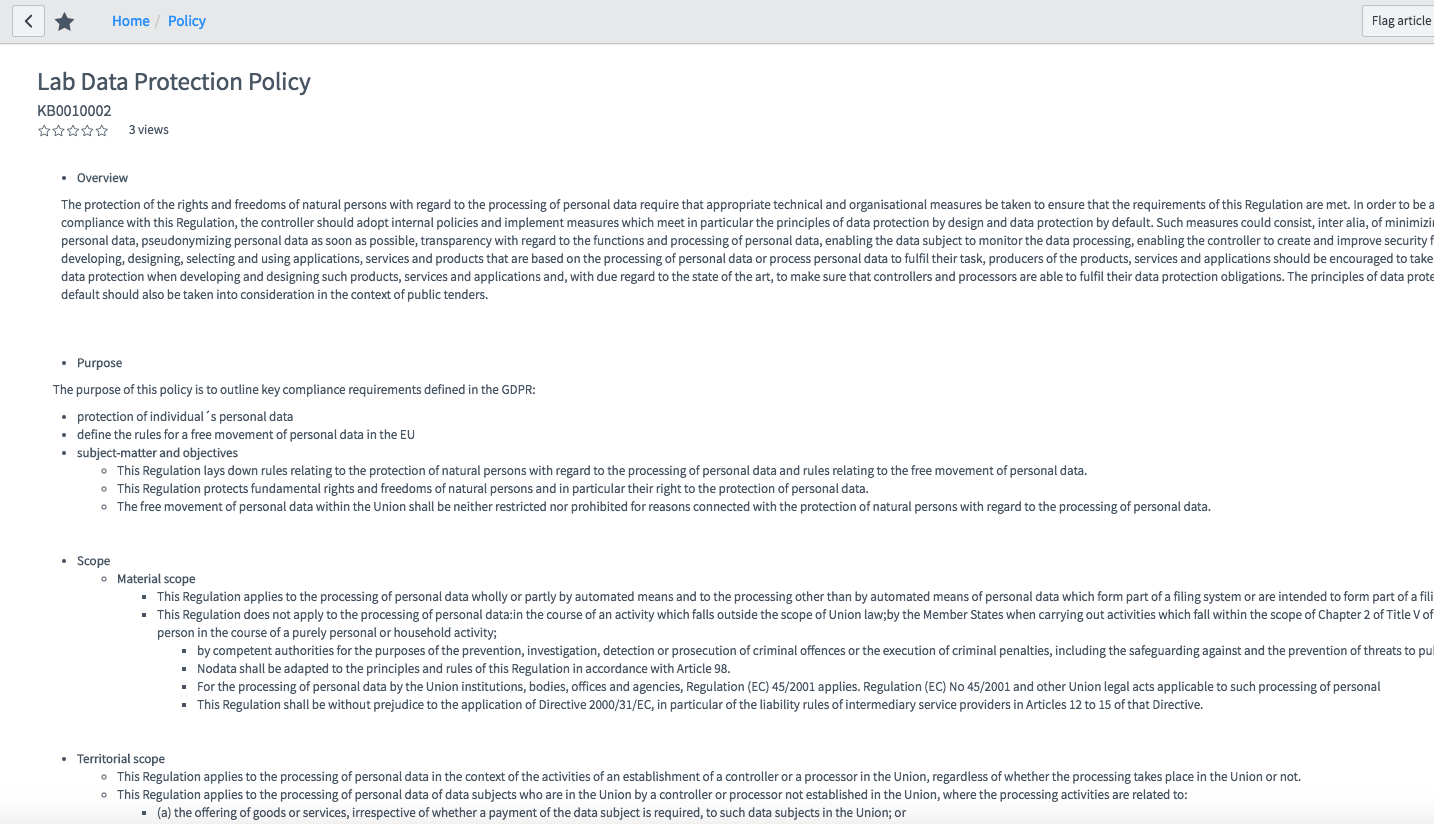 Home / Policy
Flag article
Lab Data Protection Policy
KB0010002
3 views
Overview
The protection of the rights and freedoms of natural persons with regard to the processing of personal data require that appropriate technical and organisational measures be taken to ensure that the requirements of this Regulation are met. In order to be a
compliance with this Regulation, the controller should adopt internal policies and implement measures which meet in particular the principles of data protection by design and data protection by default. Such measures could consist, inter alia, of
personal data, pseudonymizing personal data as soon as possible, transparency with regard to the functions and processing of personal data, enabling the data subject to monitor the data processing, enabling the controller to create and improve security
developing, designing, selecting and using applications, services and products that are based on the processing of personal data or process personal data to fulfil their task, producers of the products, services and applications should be encouraged to take
data protection when developing and designing such products, services and applications and, with due regard to the state of the art, to make sure that controllers and processors are able to fulfil their data protection obligations. The principles of data
default should also be taken into consideration in the context of public tenders.
Purpose
The purpose of this policy is to outline key compliance requirements defined in the GDPR:
protection of individual´s personal data
define the rules for a free movement of personal data in the EU
subject-matter and objectives
This Regulation lays down rules relating to the protection of natural persons with regard to the processing of personal data and rules relating to the free movement of personal data.
This Regulation protects fundamental rights and freedoms of natural persons and in particular their right to the protection of personal data.
The free movement of personal data within the Union shall be neither restricted nor prohibited for reasons connected with the protection of natural persons with regard to the processing of personal data.
Scope
Material scope
This Regulation applies to the processing of personal data wholly or partly by automated means and to the processing other than by automated means of personal data which form part of a filing system or are intended to form part of a
This Regulation does not apply to the processing of personal data:in the course of an activity which falls outside the scope of Union law;by the Member States when carrying out activities which fall within the scope of Chapter 2 of Title V of
person in the course of a purely personal or household activity;
by competent authorities for the purposes of the prevention, investigation, detection or prosecution of criminal offences or the execution of criminal penalties, including the safeguarding against and the prevention of threats to
Nodata shall be adapted to the principles and rules of this Regulation in accordance with Article 98.
For the processing of personal data by the Union institutions, bodies, offices and agencies, Regulation (EC) 45/2001 applies. Regulation (EC) No 45/2001 and other Union legal acts applicable to such processing of personal
This Regulation shall be without prejudice to the application of Directive 2000/31/EC, in particular of the liability rules of intermediary service providers in Articles 12 to 15 of that Directive.
Territorial scope
This Regulation applies to the processing of personal data in the context of the activities of an establishment of a controller or a processor in the Union, regardless of whether the processing takes place in the Union or not.
This Regulation applies to the processing of personal data of data subjects who are in the Union by a controller or processor not established in the Union, where the processing activities are related to:
(a) the offering of goods or services, irrespective of whether a payment of the data subject is required, to such data subjects in the Union; or